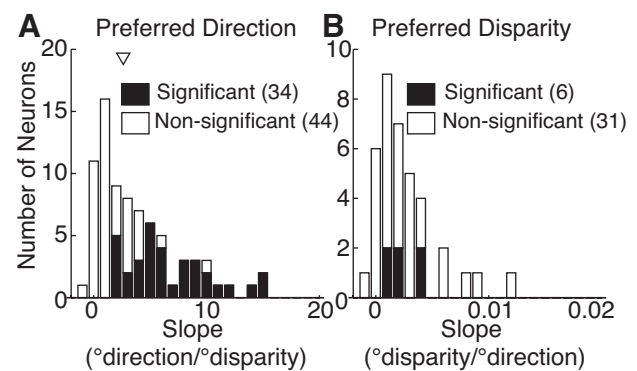 A Preferred Direction
20
15
10
5
0
Number of Neurons
Significant (34)
Non-significant (44)
0 10 20
Slope
(°direction/°disparity)
B Preferred Disparity
10
8
6
4
2
0
Significant (6)
Non-significant (31)
0 0.01 0.02
Slope
(°disparity/°direction)